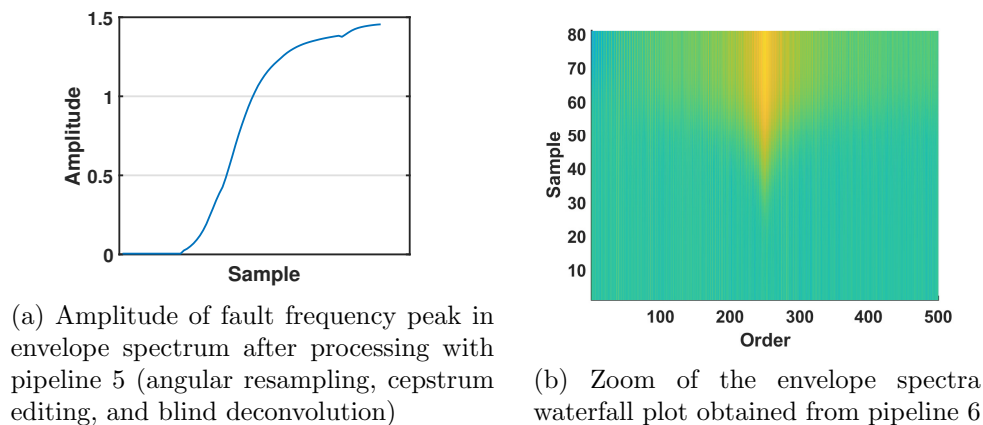 1.5
1
0.5
0
Amplitude
Sample
(a) Amplitude of fault frequency peak in
envelope spectrum after processing with
pipeline 5 (angular resampling, cepstrum
editing, and blind deconvolution)
80
70
60
50
40
30
20
10
Sample
100 200 300 400 500
Order
(b) Zoom of the envelope spectra
waterfall plot obtained from pipeline 6